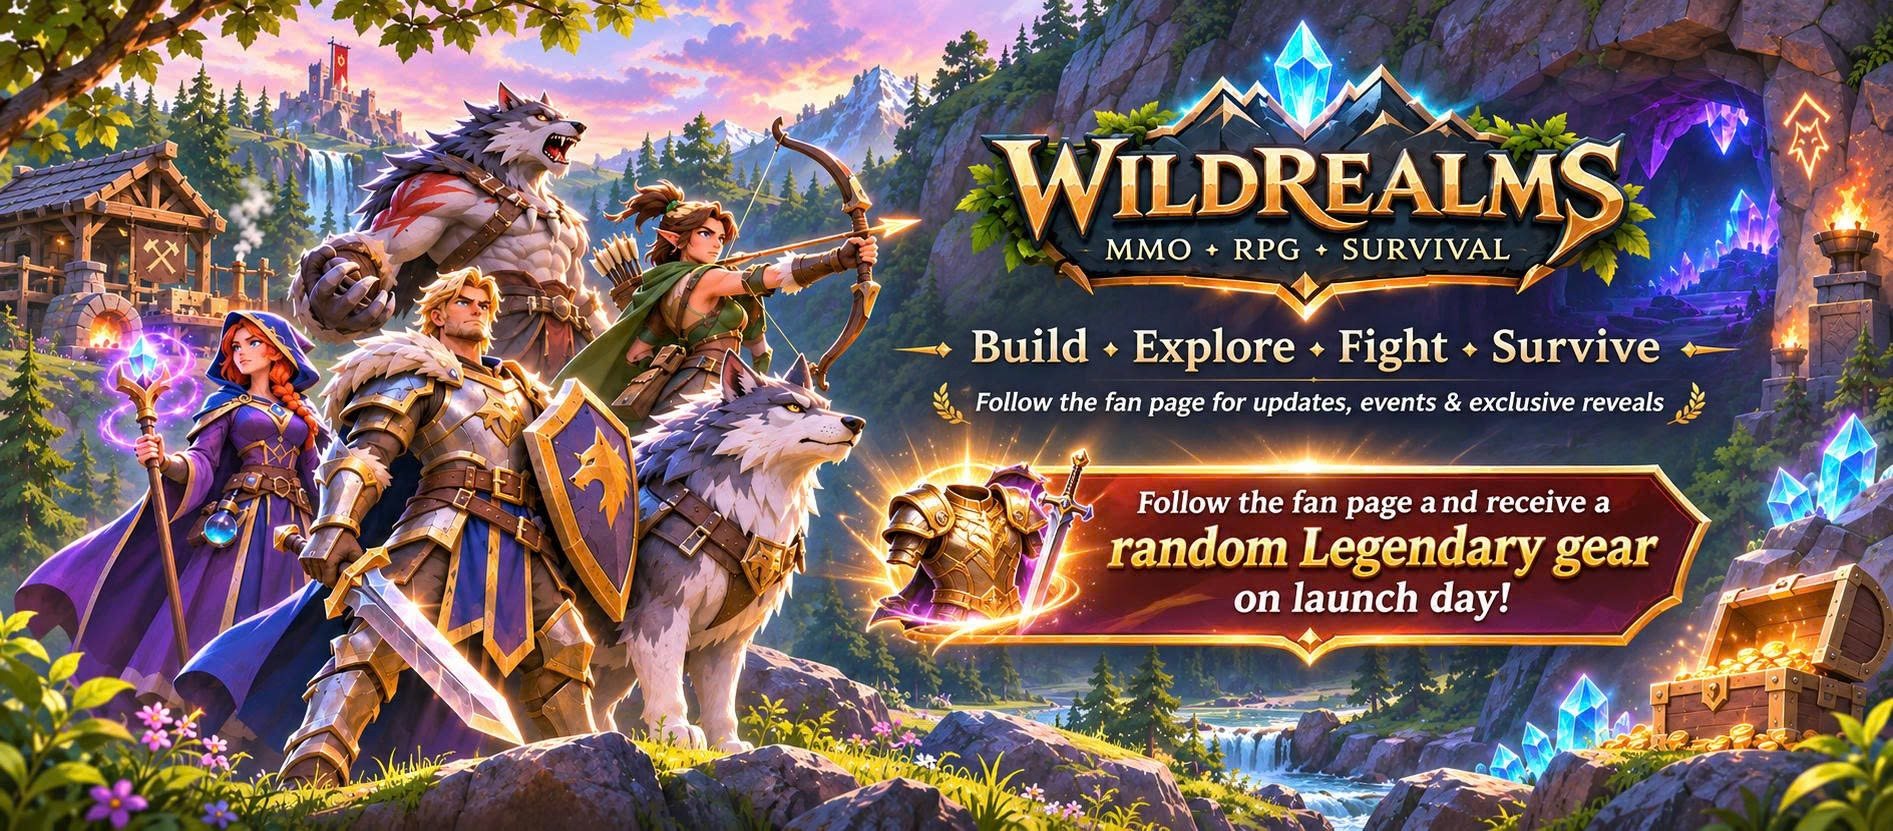 WILDREALMS
MMO ✦ RPG ✦ SURVIVAL
Build ✦ Explore ✦ Fight ✦ Survive
Follow the fan page for updates, events & exclusive reveals
Follow the fan page and receive a
random Legendary gear
on launch day!